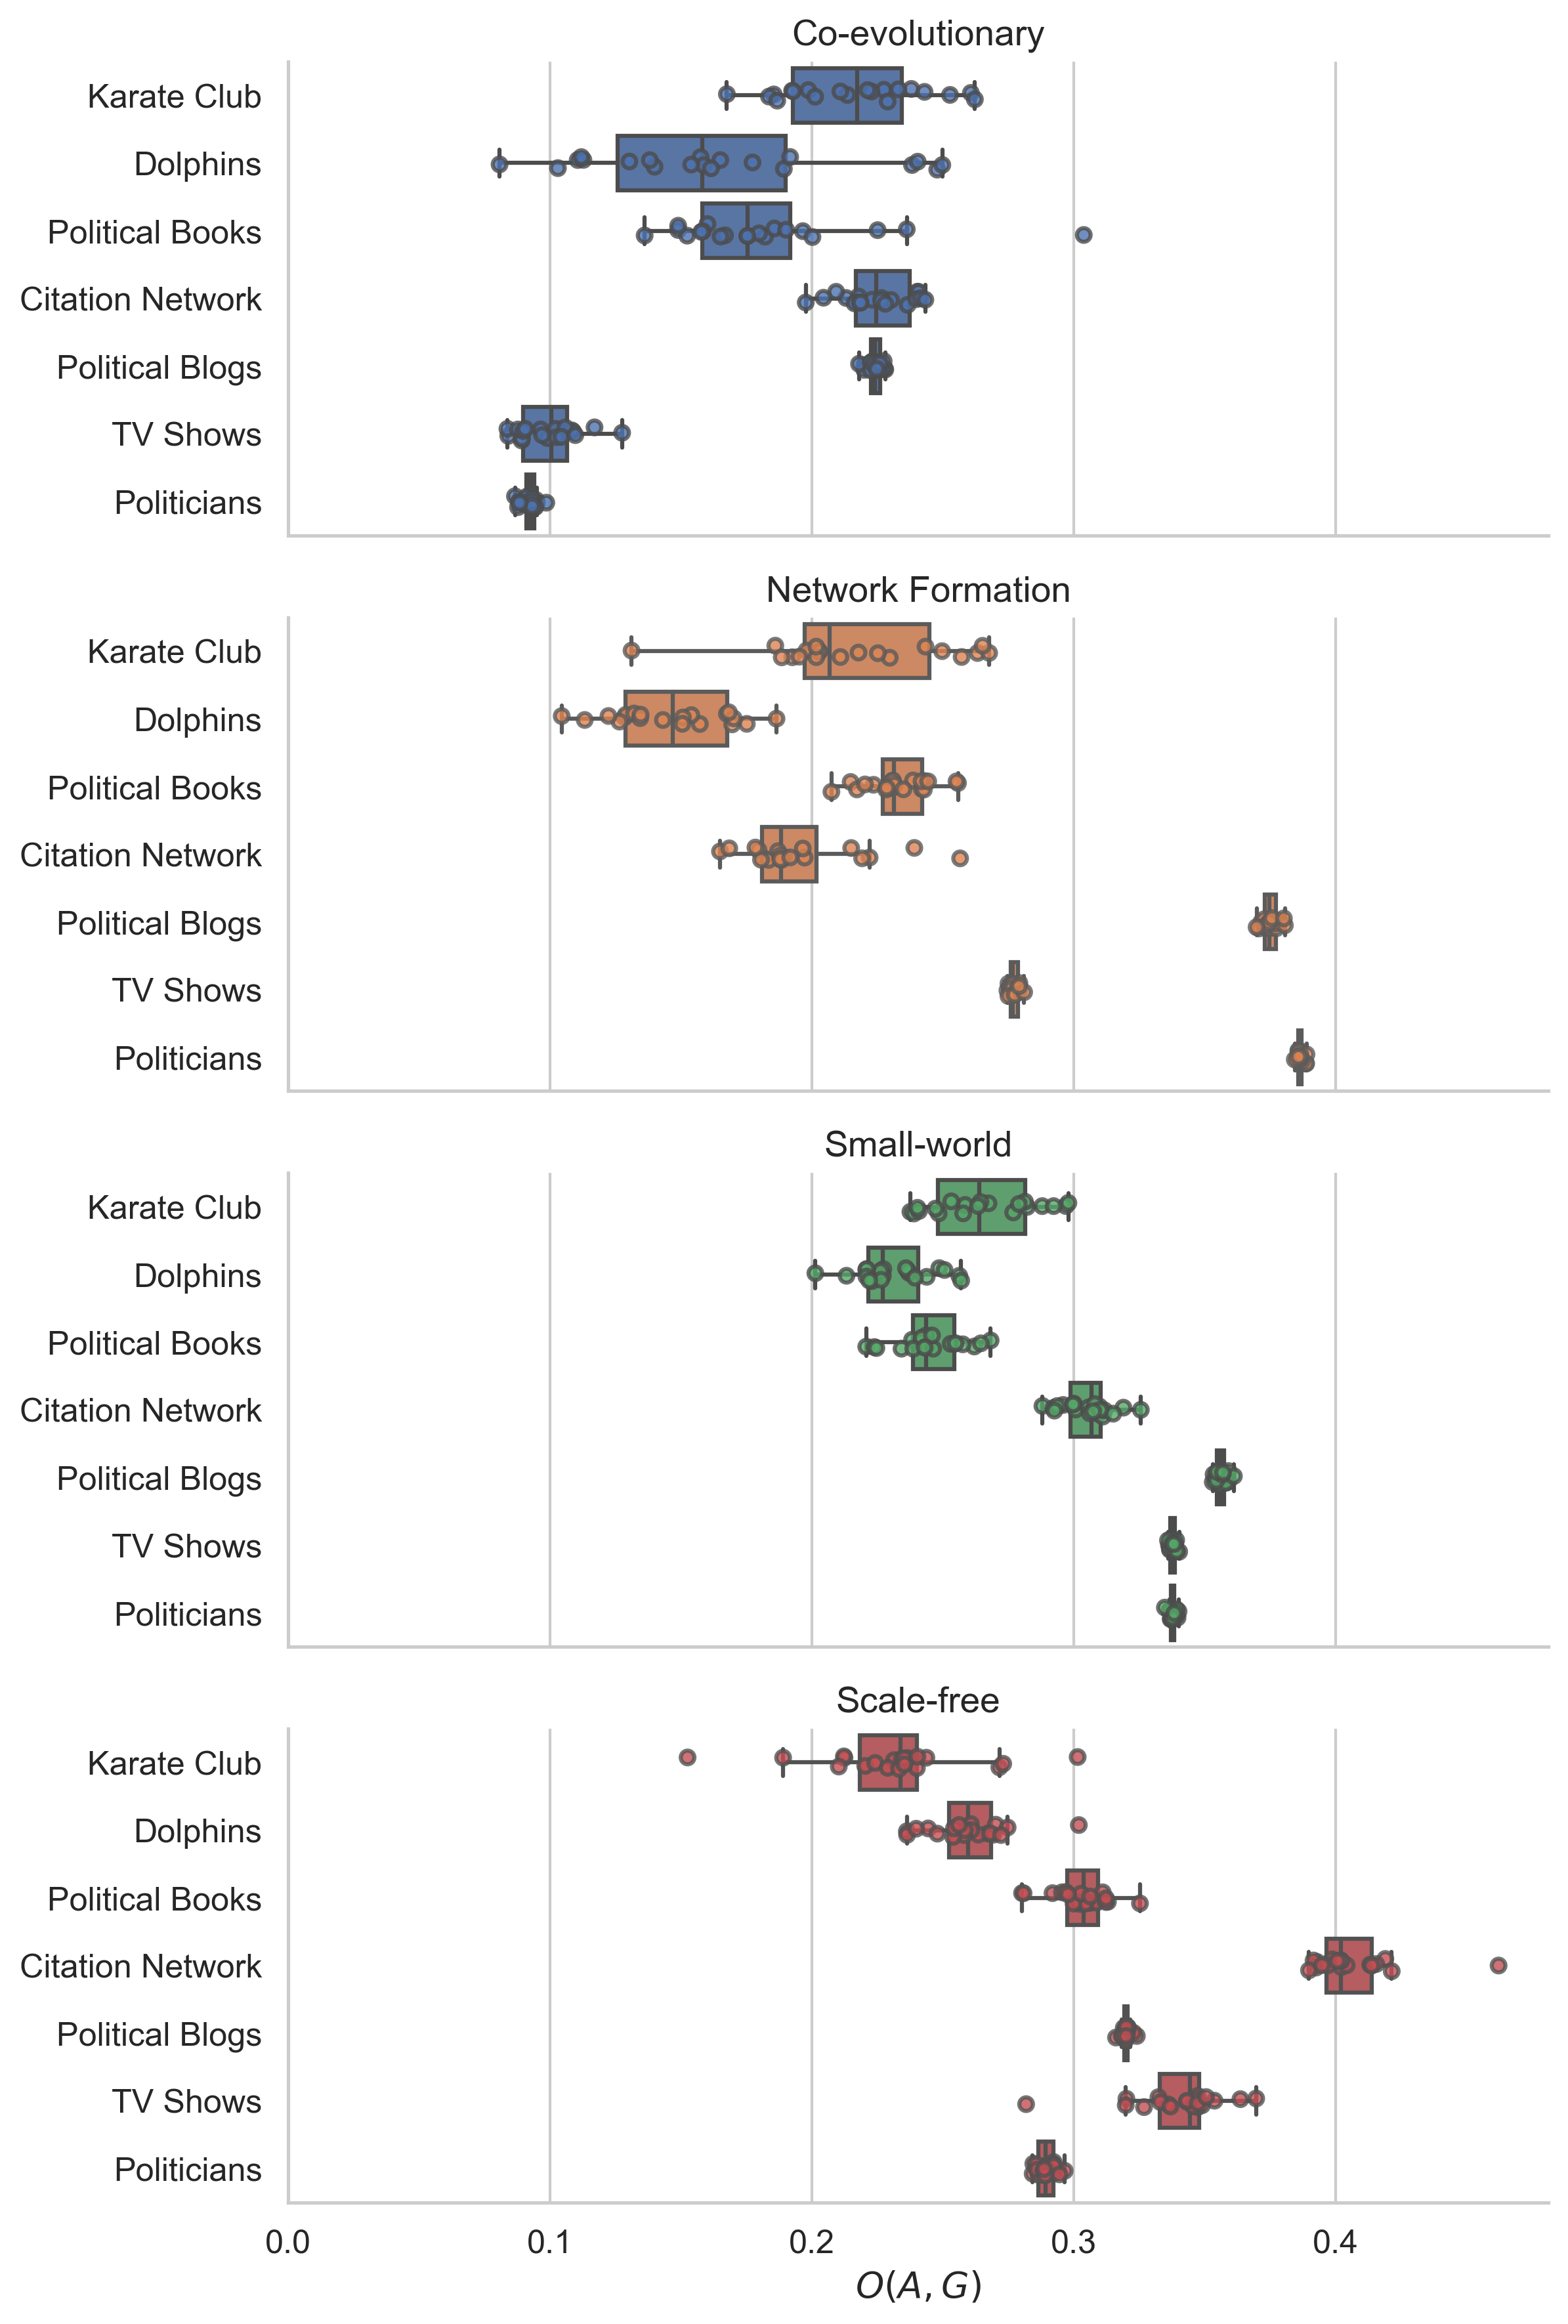 Co-evolutionary
Karate Club
Dolphins
Political Books
Citation Network
Political Blogs
TV Shows
Politicians
Network Formation
Karate Club
Dolphins
Political Books
Citation Network
Political Blogs
TV Shows
Politicians
Small-world
Karate Club
Dolphins
Political Books
Citation Network
Political Blogs
TV Shows
Politicians
Scale-free
Karate Club
Dolphins
Political Books
Citation Network
Political Blogs
TV Shows
Politicians
0.0 0.1 0.2 0.3 0.4
O(A, G)